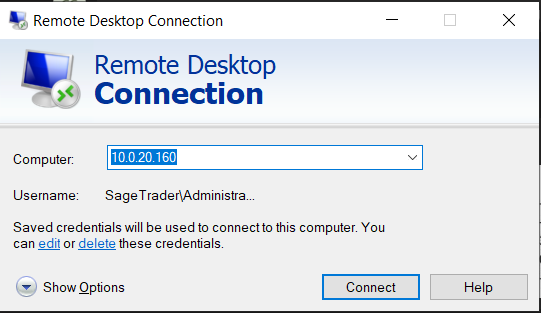 Remote Desktop Connection
Remote Desktop
Connection
Computer: 10.0.20.160
Username: SageTrader\Administra...
Saved credentials will be used to connect to this computer. You
can edit or delete these credentials.
Show Options Connect Help